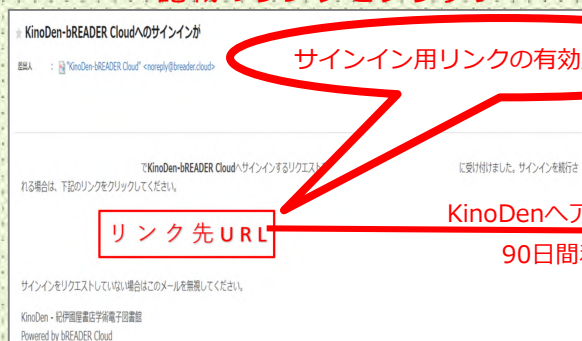 KinoDen-bREADER Cloudへのサインインが
差出人 : "KinoDen-bREADER Cloud" <noreply@breader.cloud>
サインイン用リンクの有効
でKinoDen-bREADER Cloudへサインインするリクエスト
に受け付けました。サインインを続行さ
れる場合は、下記のリンクをクリックしてください。
リンク先URL
KinoDenへア
90日間
サインインをリクエストしていない場合はこのメールを無視してください。
KinoDen - 紀伊國屋書店学術電子図書館
Powered by bREADER Cloud